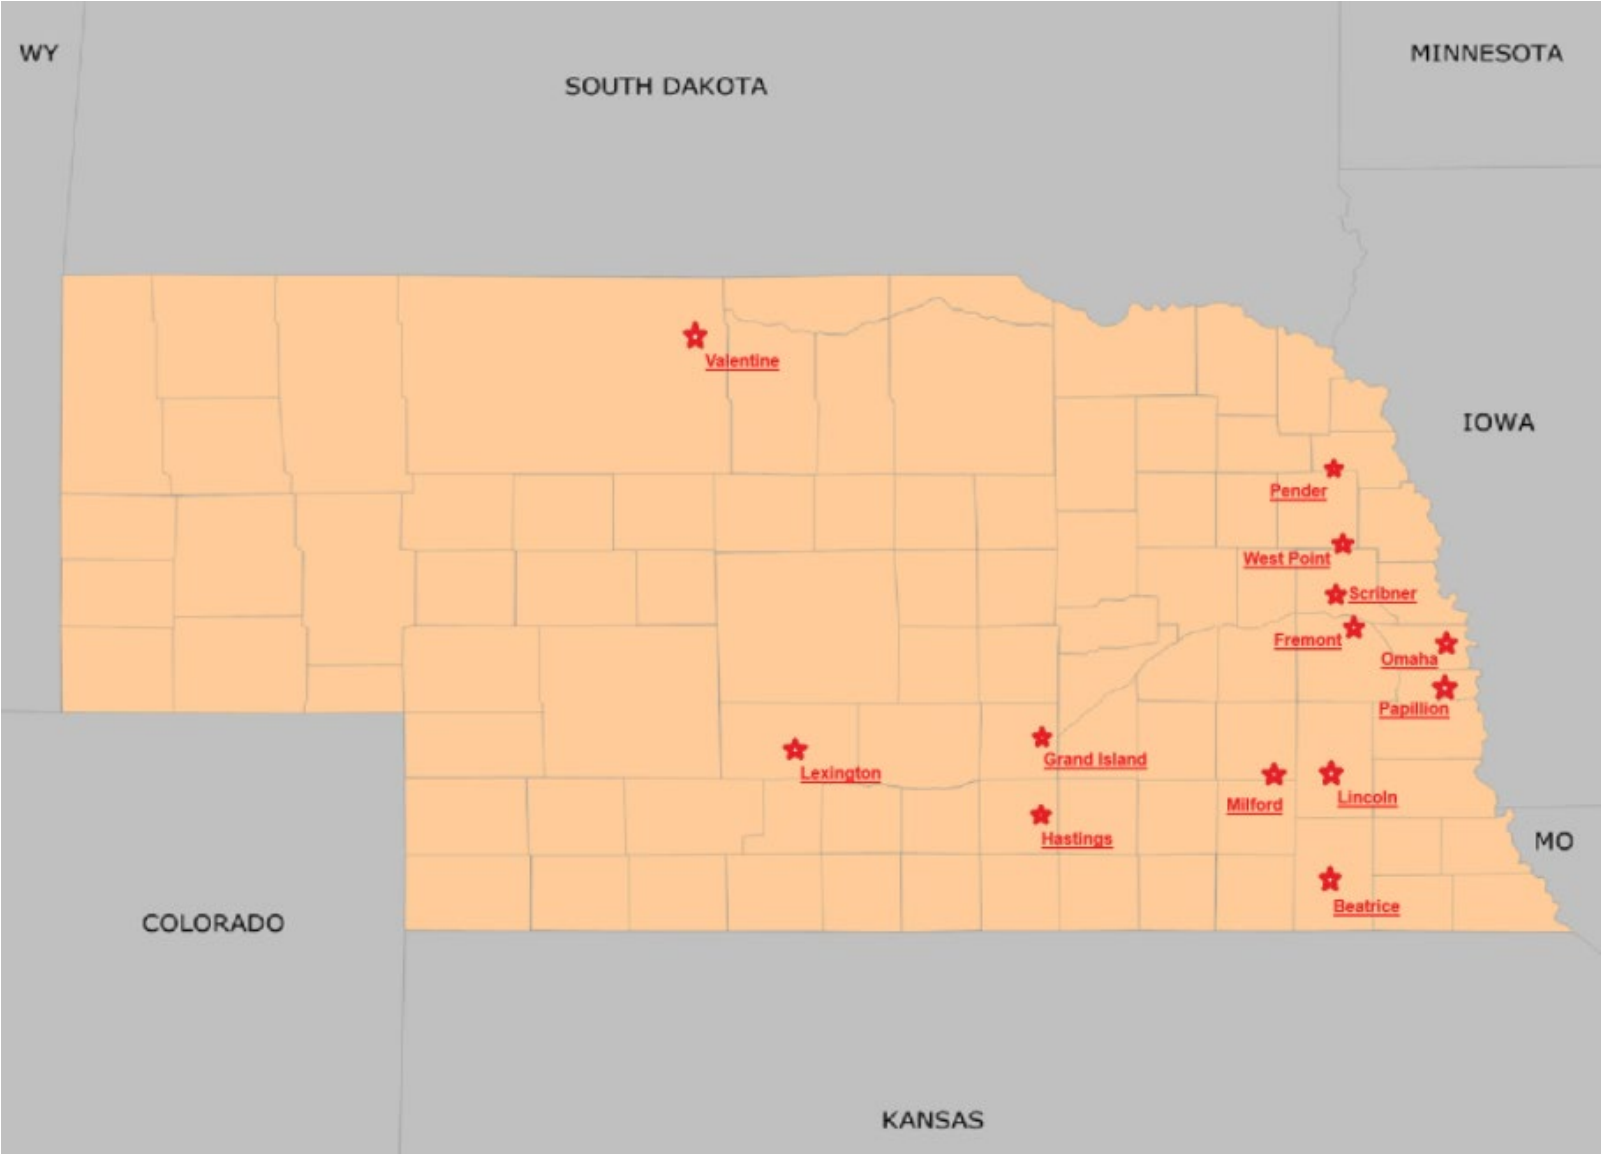 WY
MINNESOTA
SOUTH DAKOTA
Valentine
IOWA
Pender
West Point
Scribner
Fremont
Omaha
Papillion
Grand Island
Lexington
Lincoln
Milford
Hastings
MO
Beatrice
COLORADO
KANSAS